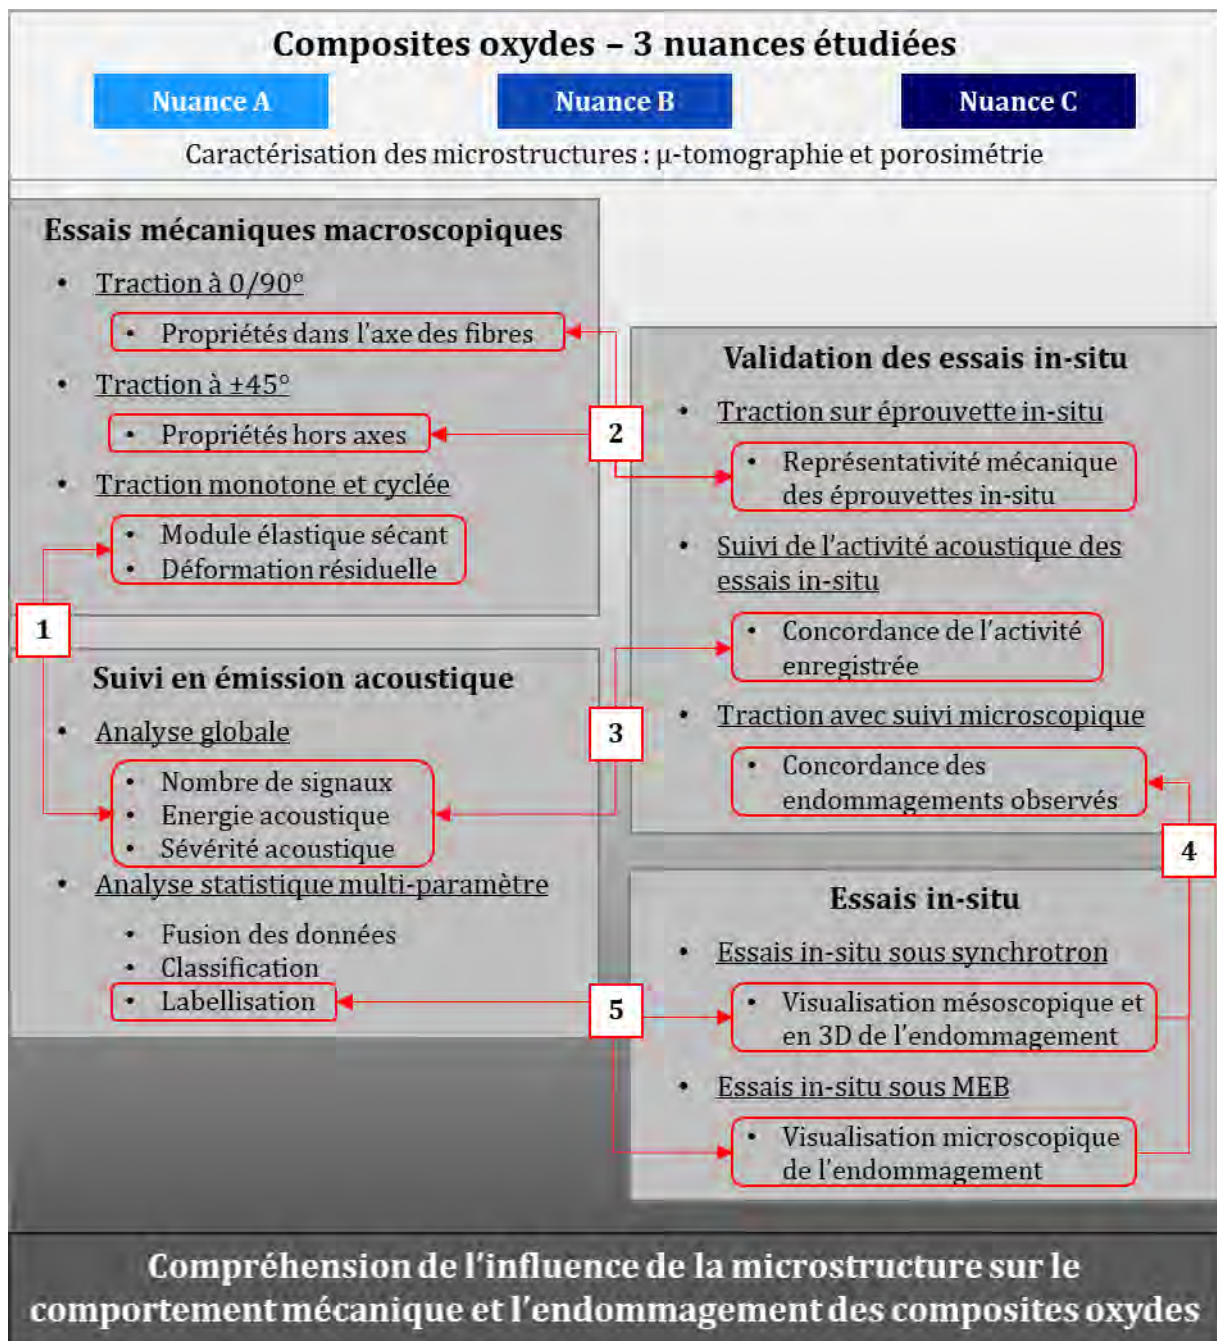 Composites oxydes – 3 nuances étudiées
Nuance A
Nuance B
Nuance C
Caractérisation des microstructures : μ-tomographie et porosimétrie
Essais mécaniques macroscopiques
• Traction à 0/90°
• Propriétés dans l'axe des fibres
• Traction à ±45°
• Propriétés hors axes
• Traction monotone et cyclée
• Module élastique sécant
• Déformation résiduelle
1
Suivi en émission acoustique
• Analyse globale
• Nombre de signaux
• Energie acoustique
• Sévérité acoustique
• Analyse statistique multi-paramètre
• Fusion des données
• Classification
• Labellisation
2
3
5
Validation des essais in-situ
• Traction sur éprouvette in-situ
• Représentativité mécanique
des éprouvettes in-situ
• Suivi de l'activité acoustique des
essais in-situ
• Concordance de l'activité
enregistrée
• Traction avec suivi microscopique
• Concordance des
endommagements observés
4
Essais in-situ
• Essais in-situ sous synchrotron
• Visualisation mésoscopique et
en 3D de l'endommagement
• Essais in-situ sous MEB
• Visualisation microscopique
de l'endommagement
Compréhension de l'influence de la microstructure sur le
comportement mécanique et l'endommagement des composites oxydes